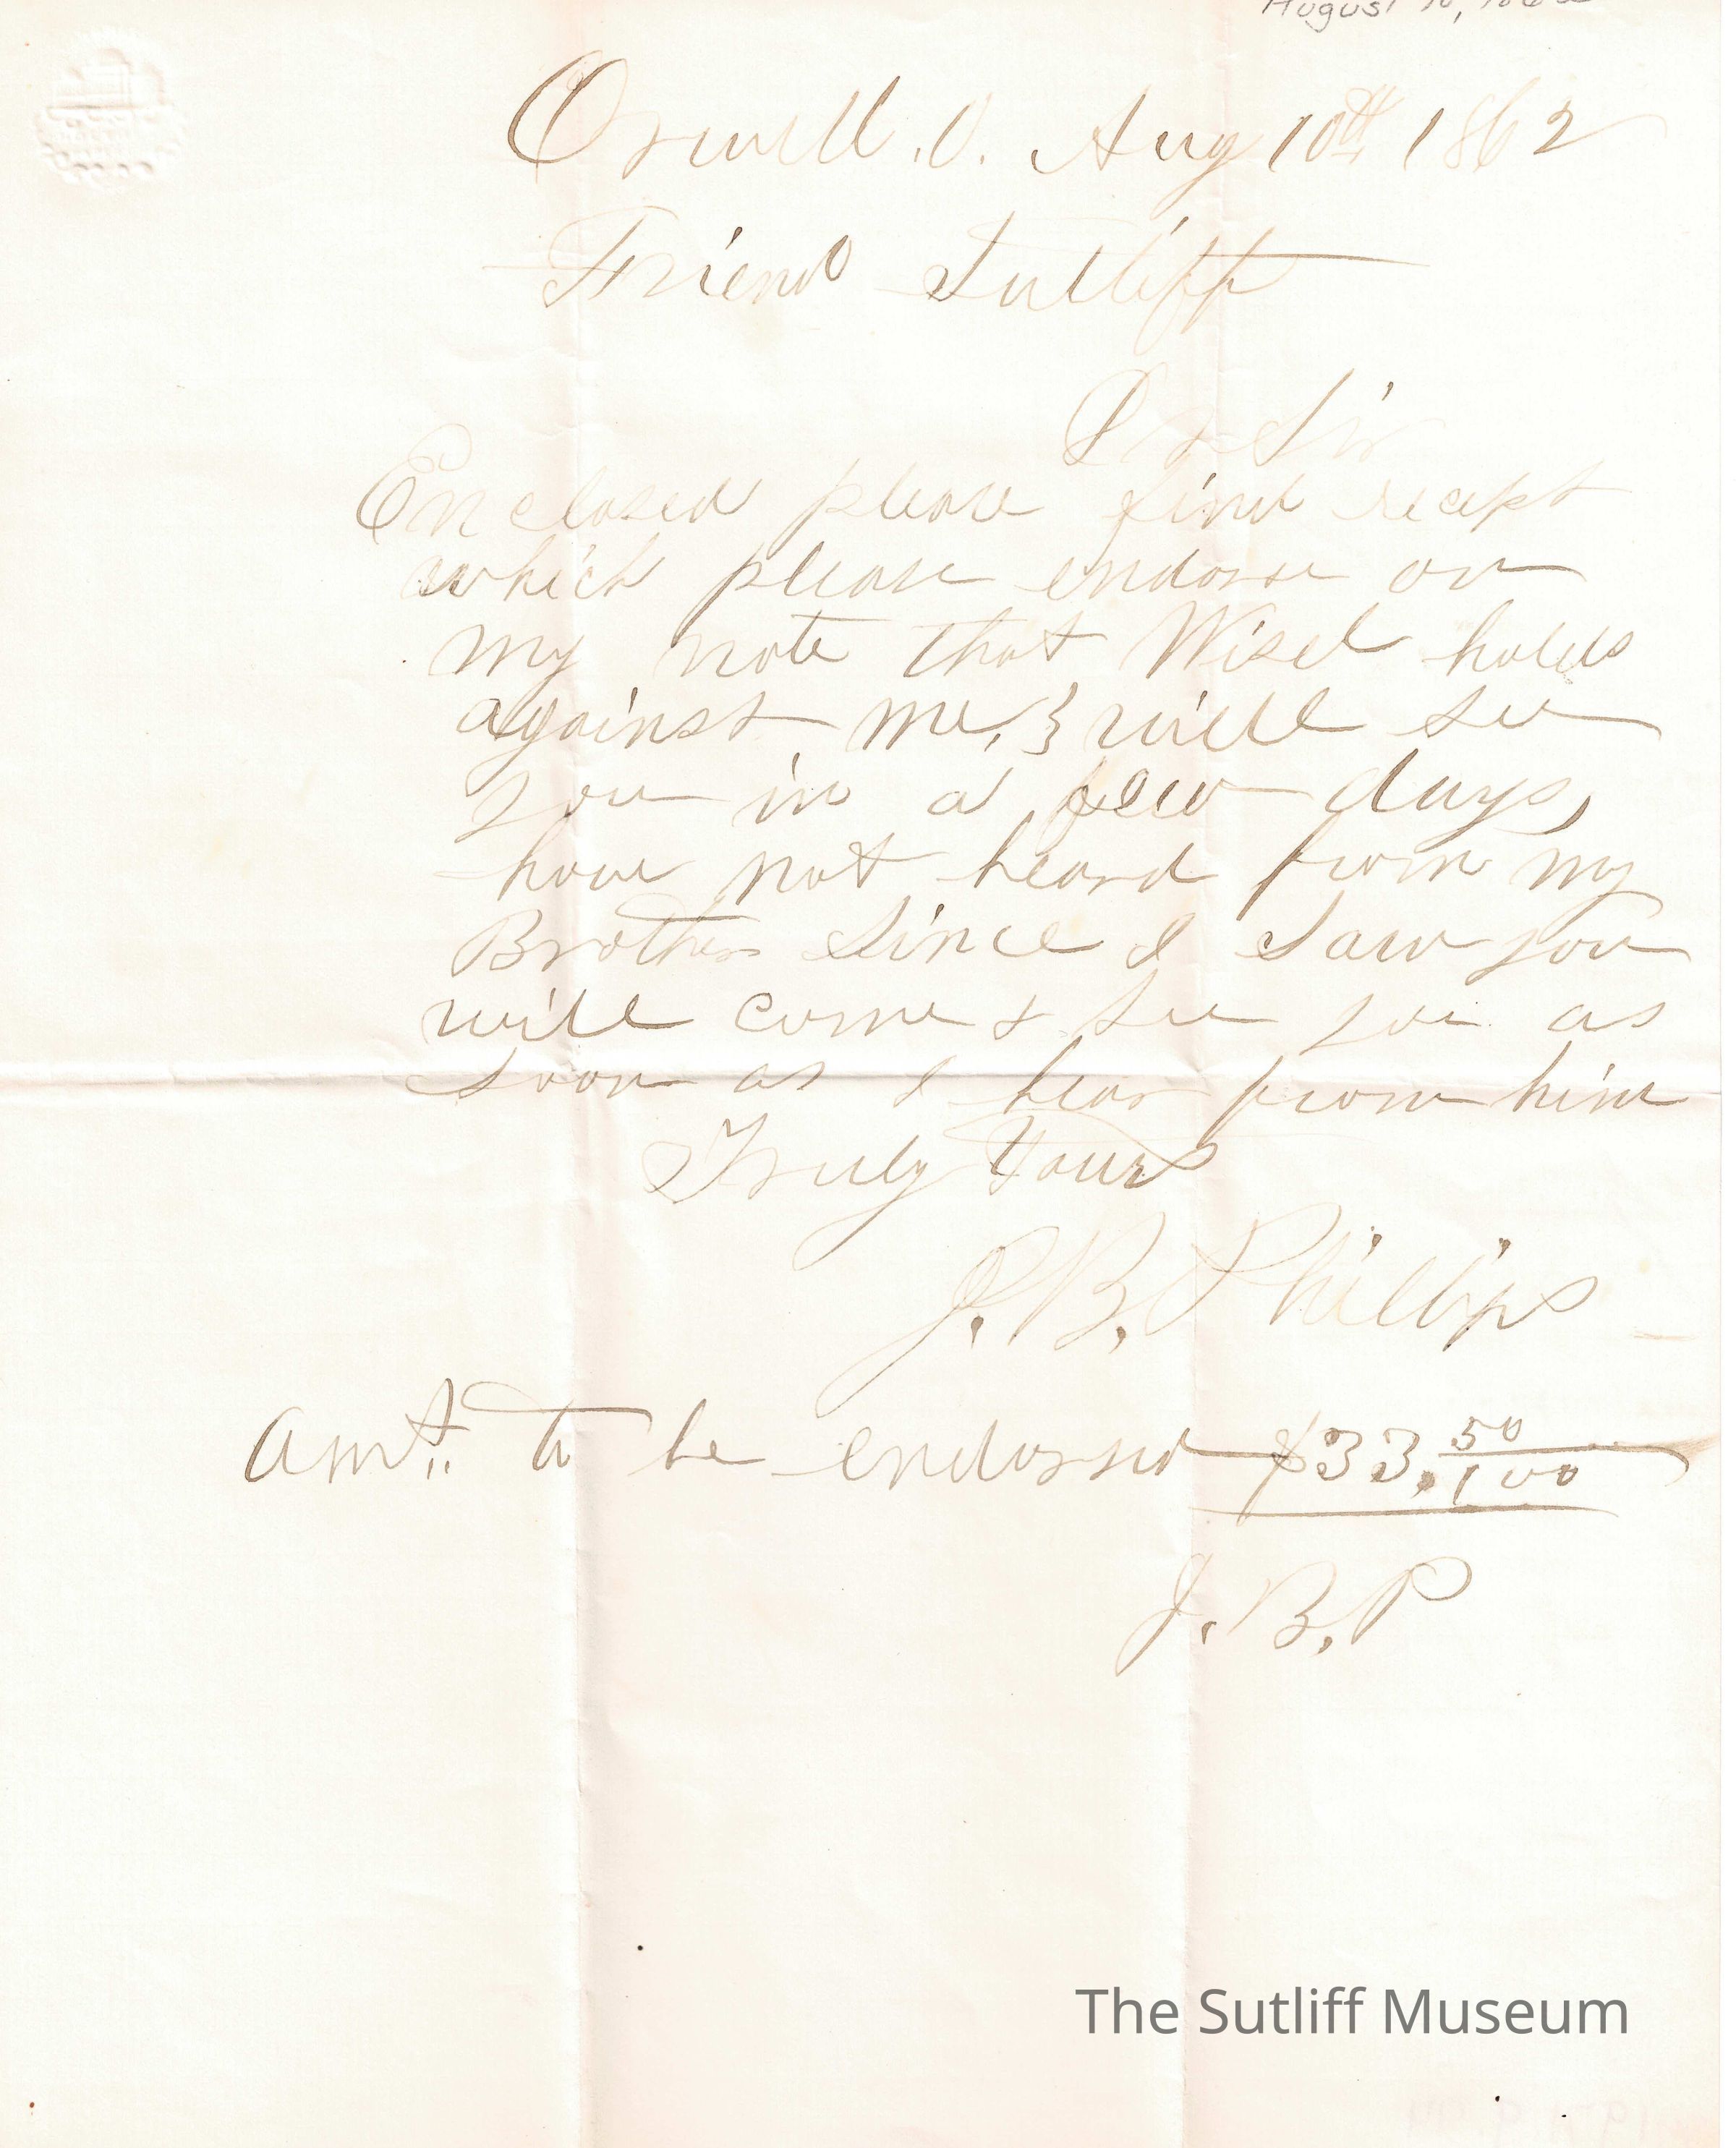 August 10, 1862
Orwell. O. Aug 10th 1862
Friend Sutliff
Dr Sir
Enclosed please find recept
which please endorse on
my note that Wisel holds
against me, & will see
you in a few days,
have not heard from my
Brother since I saw you
will come & see you as
soon as I hear from him
Truly Yours
J. B. Phillips
Amt. to be endorsed $33. 50/100
J. B. P
The Sutliff Museum